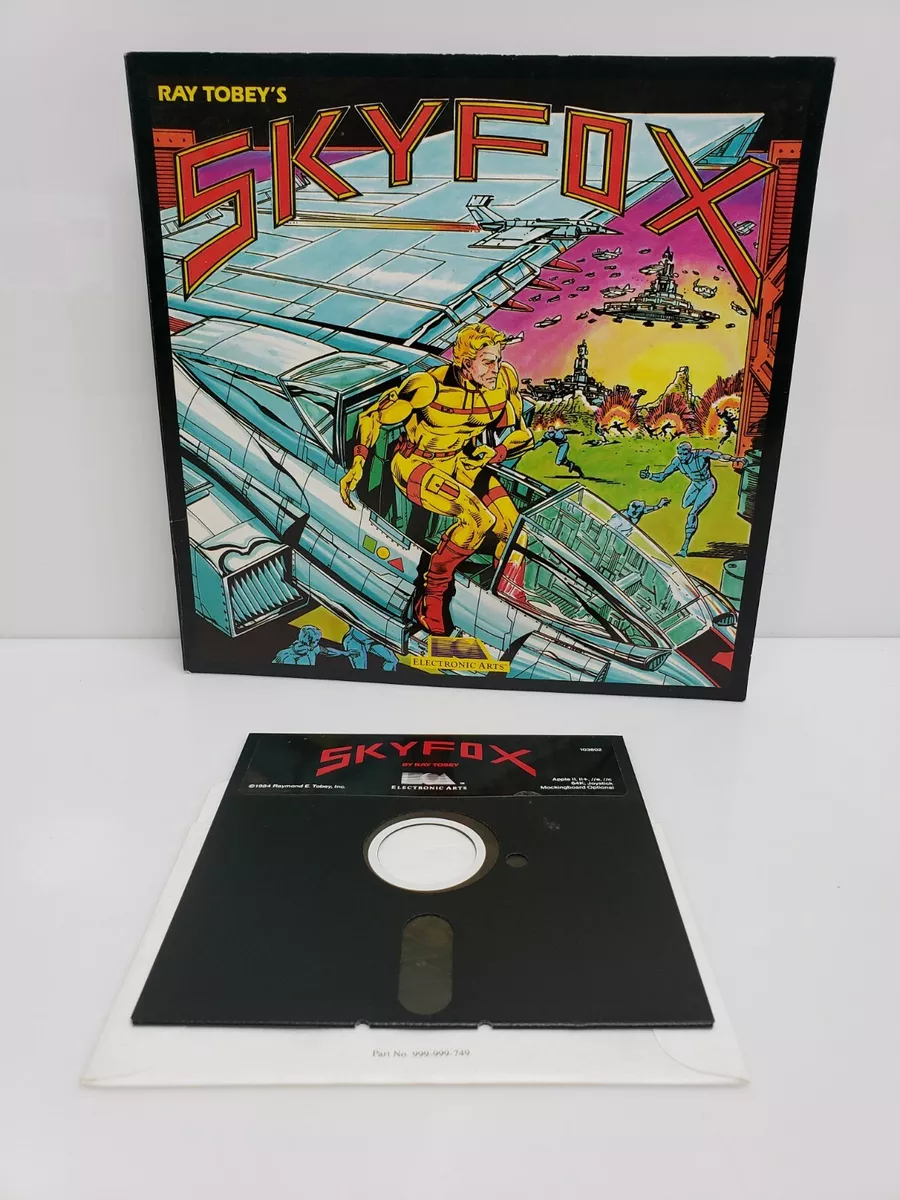 RAY TOBEY'S
SKYFOX
ELECTRONIC ARTS™
SKYFOX
103602
BY RAY TOBEY
©1984 Raymond E. Tobey, Inc.
ELECTRONIC ARTS
Apple II, II+, //e, //c
64K; Joystick
Mockingboard Optional
Part No. 999-999-749